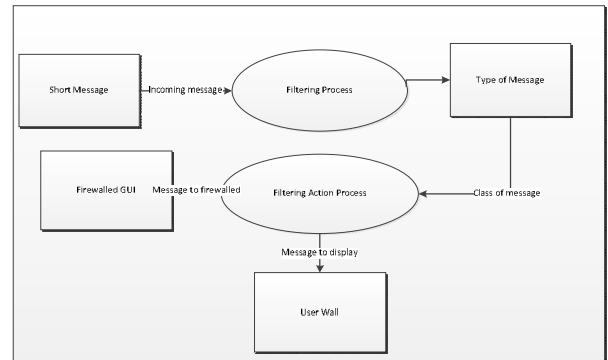 Short Message
Incoming message
Filtering Process
Type of Message
Firewalled GUI
Message to firewalled
Filtering Action Process
Class of message
Message to display
User Wall